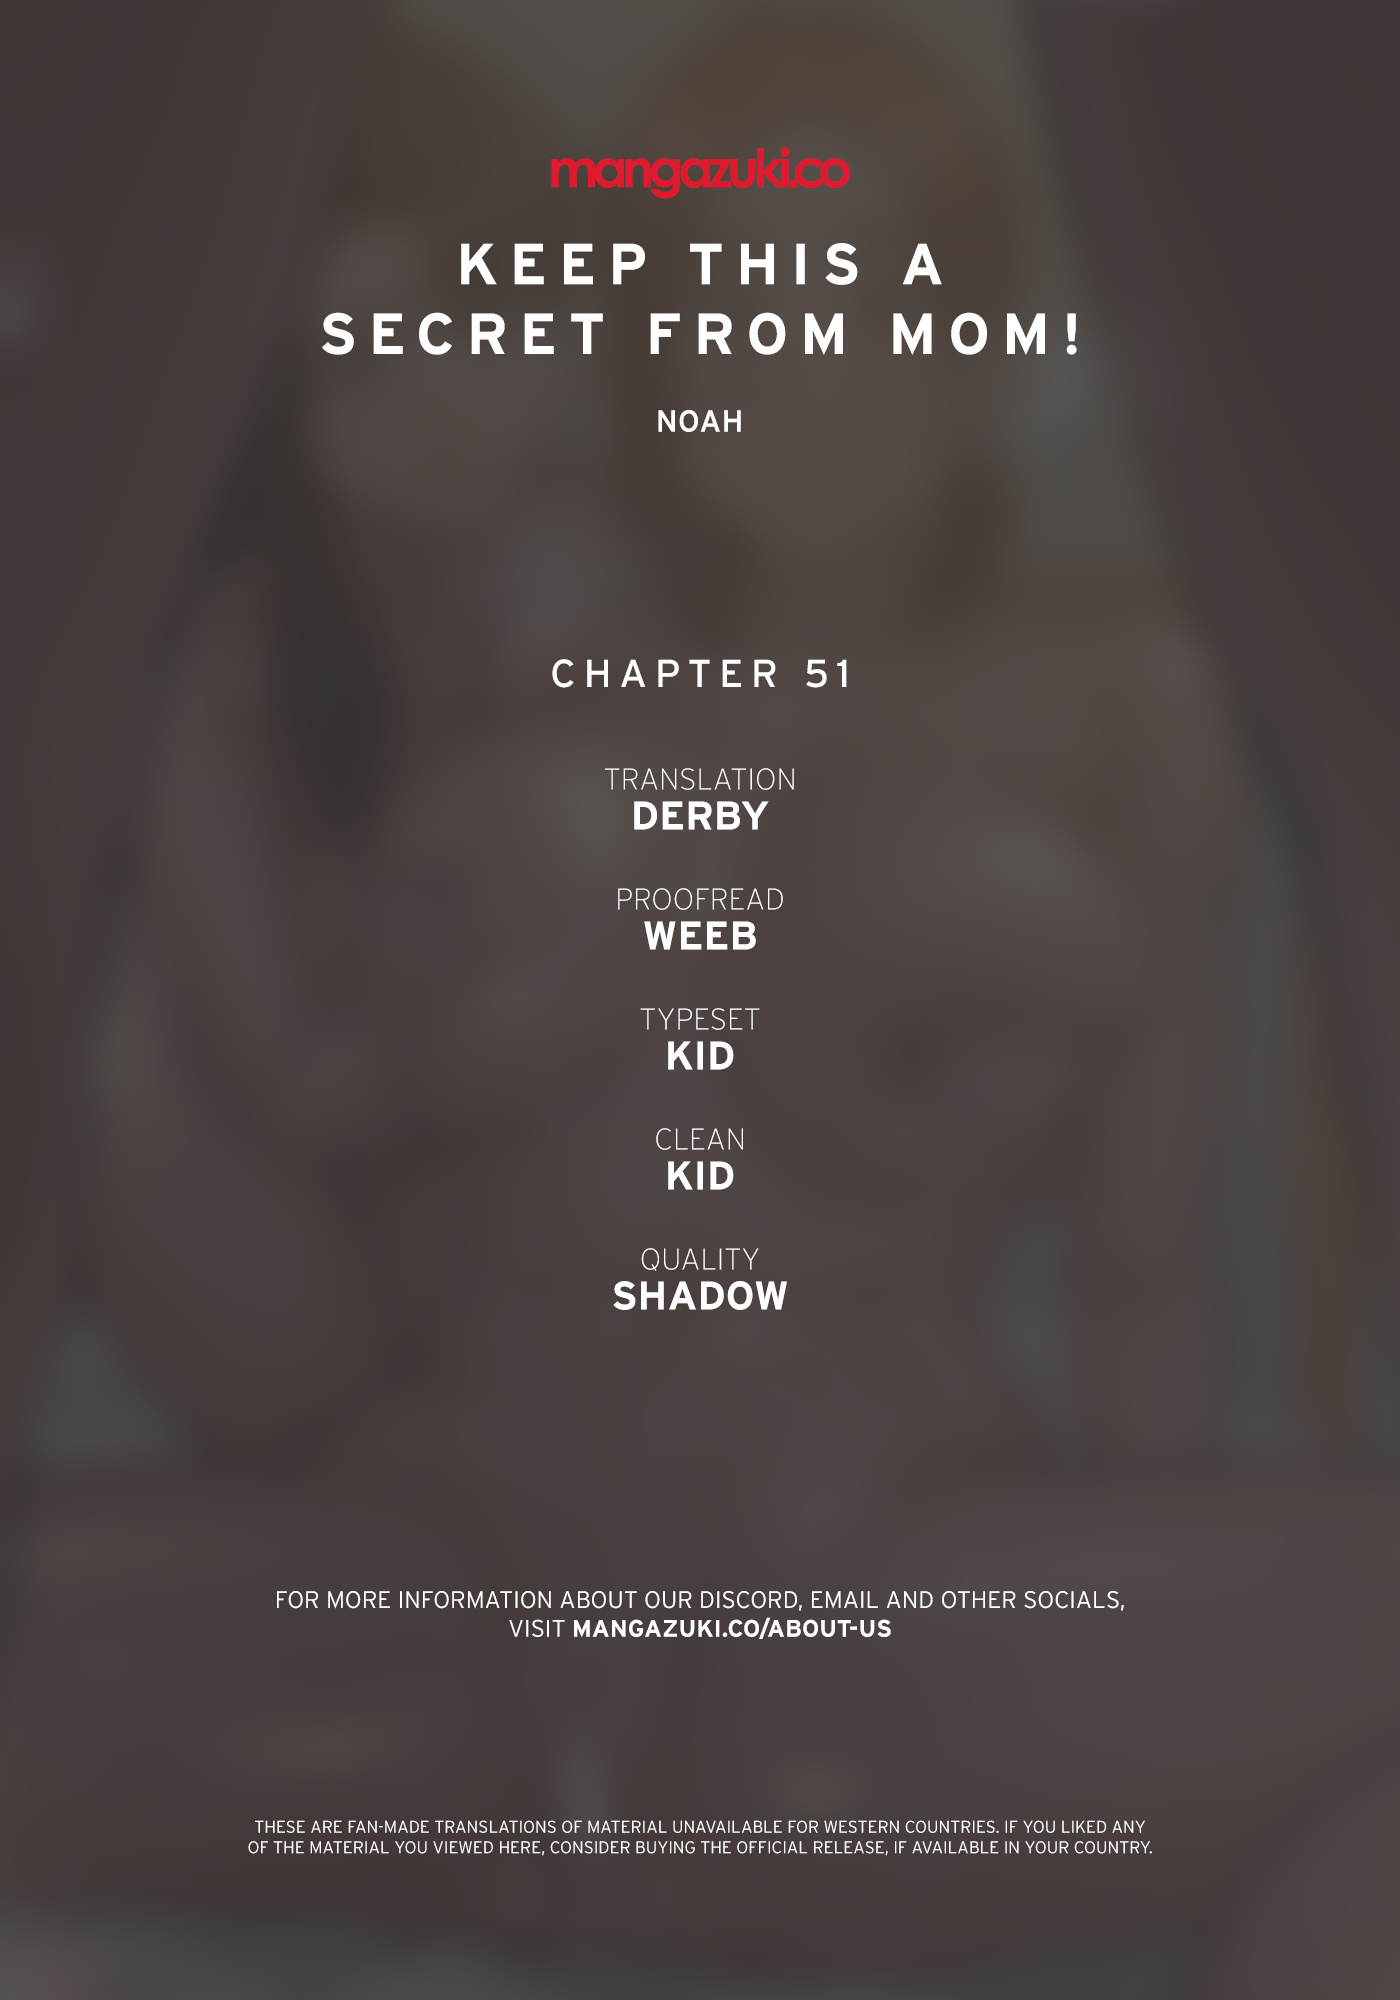 mangazuki.co
KEEP THIS A
SECRET FROM MOM!
NOAH
CHAPTER 51
TRANSLATION
DERBY
PROOFREAD
WEEB
TYPESET
KID
CLEAN
KID
QUALITY
SHADOW
FOR MORE INFORMATION ABOUT OUR DISCORD, EMAIL AND OTHER SOCIALS,
VISIT MANGAZUKI.CO/ABOUT-US
THESE ARE FAN-MADE TRANSLATIONS OF MATERIAL UNAVAILABLE FOR WESTERN COUNTRIES. IF YOU LIKED ANY
OF THE MATERIAL YOU VIEWED HERE, CONSIDER BUYING THE OFFICIAL RELEASE, IF AVAILABLE IN YOUR COUNTRY.